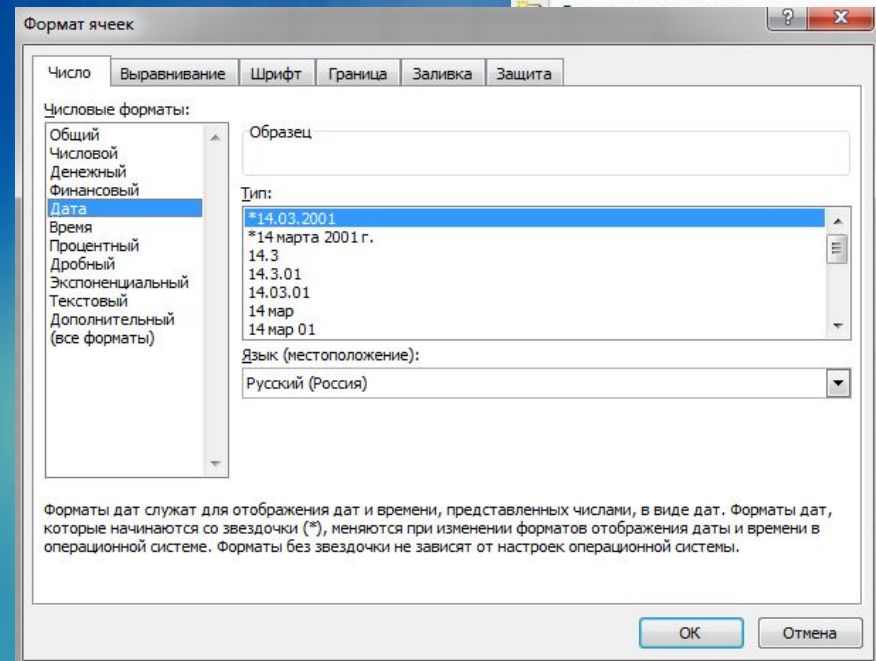 Формат ячеек
Число Выравнивание Шрифт Граница Заливка Защита
Числовые форматы:
Общий
Числовой
Денежный
Финансовый
Дата
Время
Процентный
Дробный
Экспоненциальный
Текстовый
Дополнительный
(все форматы)
Образец
Тип:
*14.03.2001
*14 марта 2001 г.
14.3
14.3.01
14.03.01
14 мар
14 мар 01
Язык (местоположение):
Русский (Россия)
Форматы дат служат для отображения дат и времени, представленных числами, в виде дат. Форматы дат,
которые начинаются со звездочки (*), меняются при изменении форматов отображения даты и времени в
операционной системе. Форматы без звездочки не зависят от настроек операционной системы.
ОК Отмена